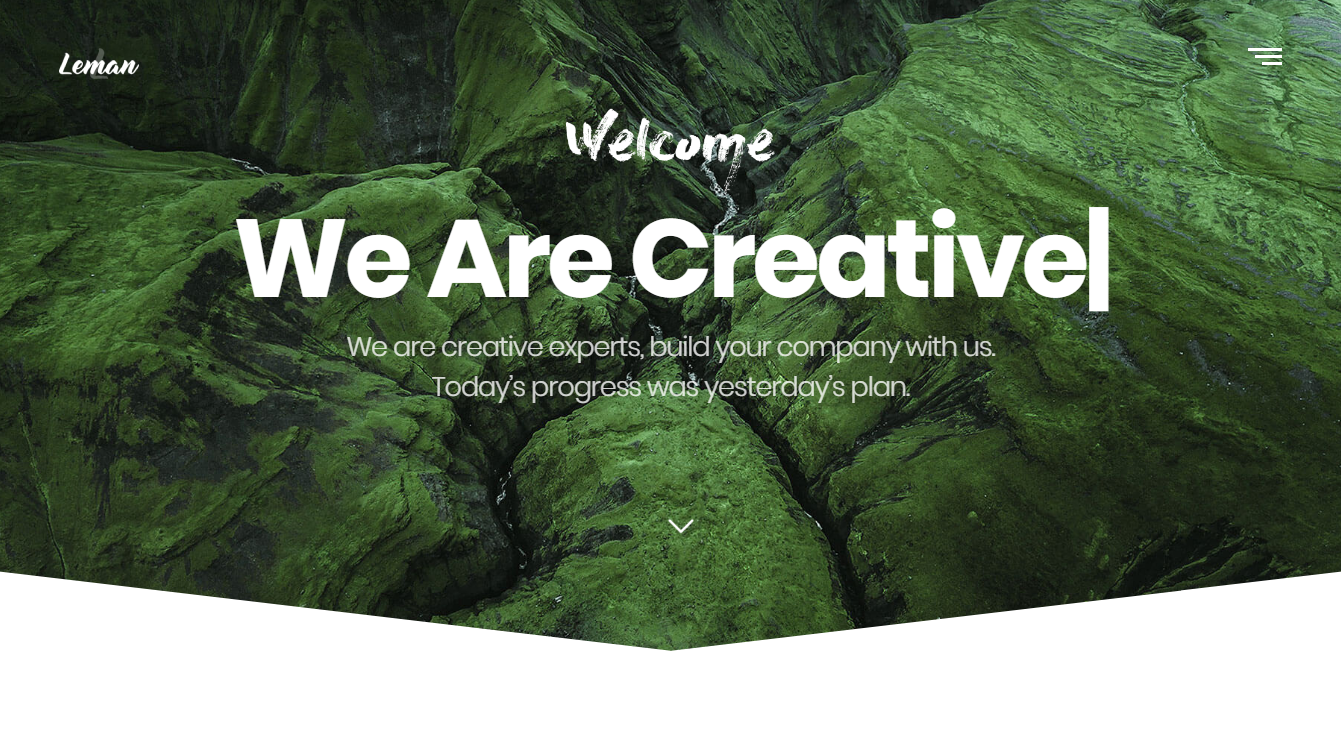 Leman
Welcome
We Are Creative|
We are creative experts, build your company with us.
Today’s progress was yesterday’s plan.